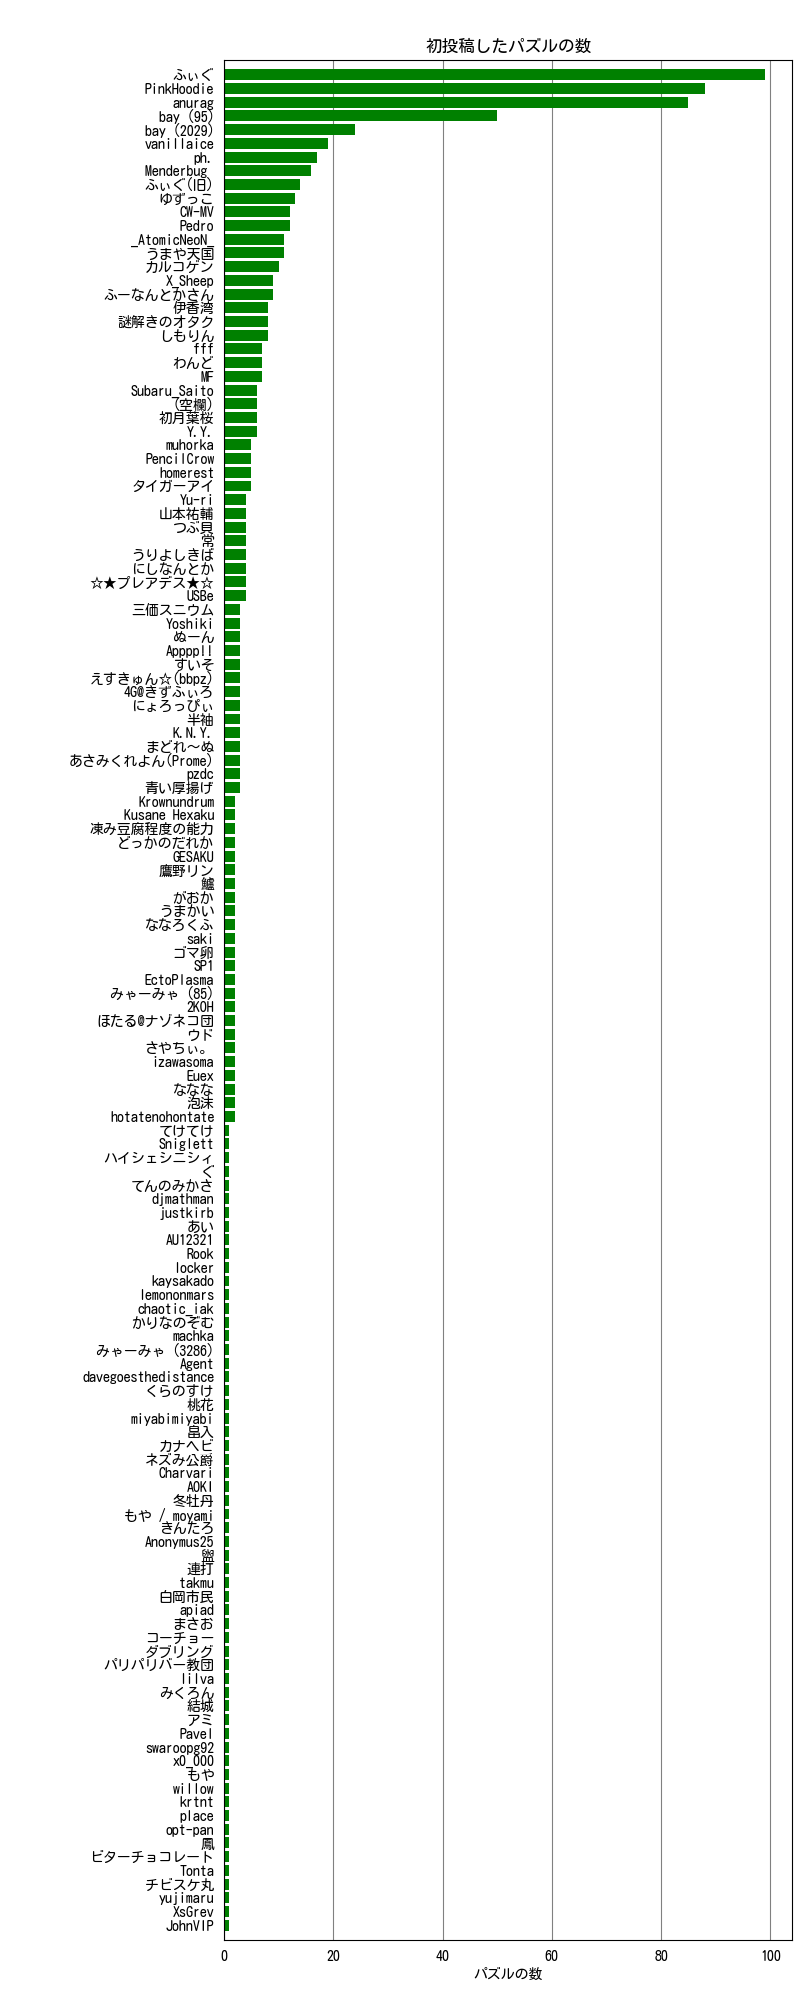 初投稿したパズルの数
ふぃぐ
PinkHoodie
anurag
bay (95)
bay (2029)
vanillaice
ph.
Menderbug
ふぃぐ(旧)
ゆずっこ
CW-MV
Pedro
_AtomicNeoN_
うまや天国
カルコゲン
X_Sheep
ふーなんとかさん
伊香湾
謎解きのオタク
しもりん
fff
わんど
MF
Subaru_Saito
(空欄)
初月葉桜
Y.Y.
muhorka
PencilCrow
homerest
タイガーアイ
Yu-ri
山本祐輔
つぶ貝
常
うりよしきば
にしなんとか
☆★プレアデス★☆
USBe
三価スニウム
Yoshiki
ぬーん
Appppll
すいそ
えすきゅん☆(bbpz)
4G@きずふぃろ
にょろっぴぃ
半袖
K.N.Y.
まどれ～ぬ
あさみくれよん(Prome)
pzdc
青い厚揚げ
Krownundrum
Kusane Hexaku
凍み豆腐程度の能力
どっかのだれか
GESAKU
鷹野リン
鱸
がおか
うまかい
ななろくふ
saki
ゴマ卵
SP1
EctoPlasma
みゃーみゃ (85)
2KOH
ほたる@ナゾネコ団
ウド
さやちぃ。
izawasoma
Euex
ななな
泡沫
hotatenohontate
てけてけ
Sniglett
ハイシェシニシィ
ぐ
てんのみかさ
djmathman
justkirb
あい
AU12321
Rook
locker
kaysakado
lemononmars
chaotic_iak
かりなのぞむ
machka
みゃーみゃ (3286)
Agent
davegoesthedistance
くらのすけ
桃花
miyabimiyabi
畠入
カナヘビ
ネズみ公爵
Charvari
AOKI
冬牡丹
もや / moyami
きんたろ
Anonymus25
連打
takmu
白岡市民
apiad
まさお
コーチョー
ダブリング
パリパリバー教団
lilva
みくろん
結城
アミ
Pavel
swaroopg92
x0_000
もや
willow
krtnt
place
opt-pan
鳳
ビターチョコレート
Tonta
チビスケ丸
yujimaru
XsGrev
JohnVIP
0 20 40 60 80 100
パズルの数